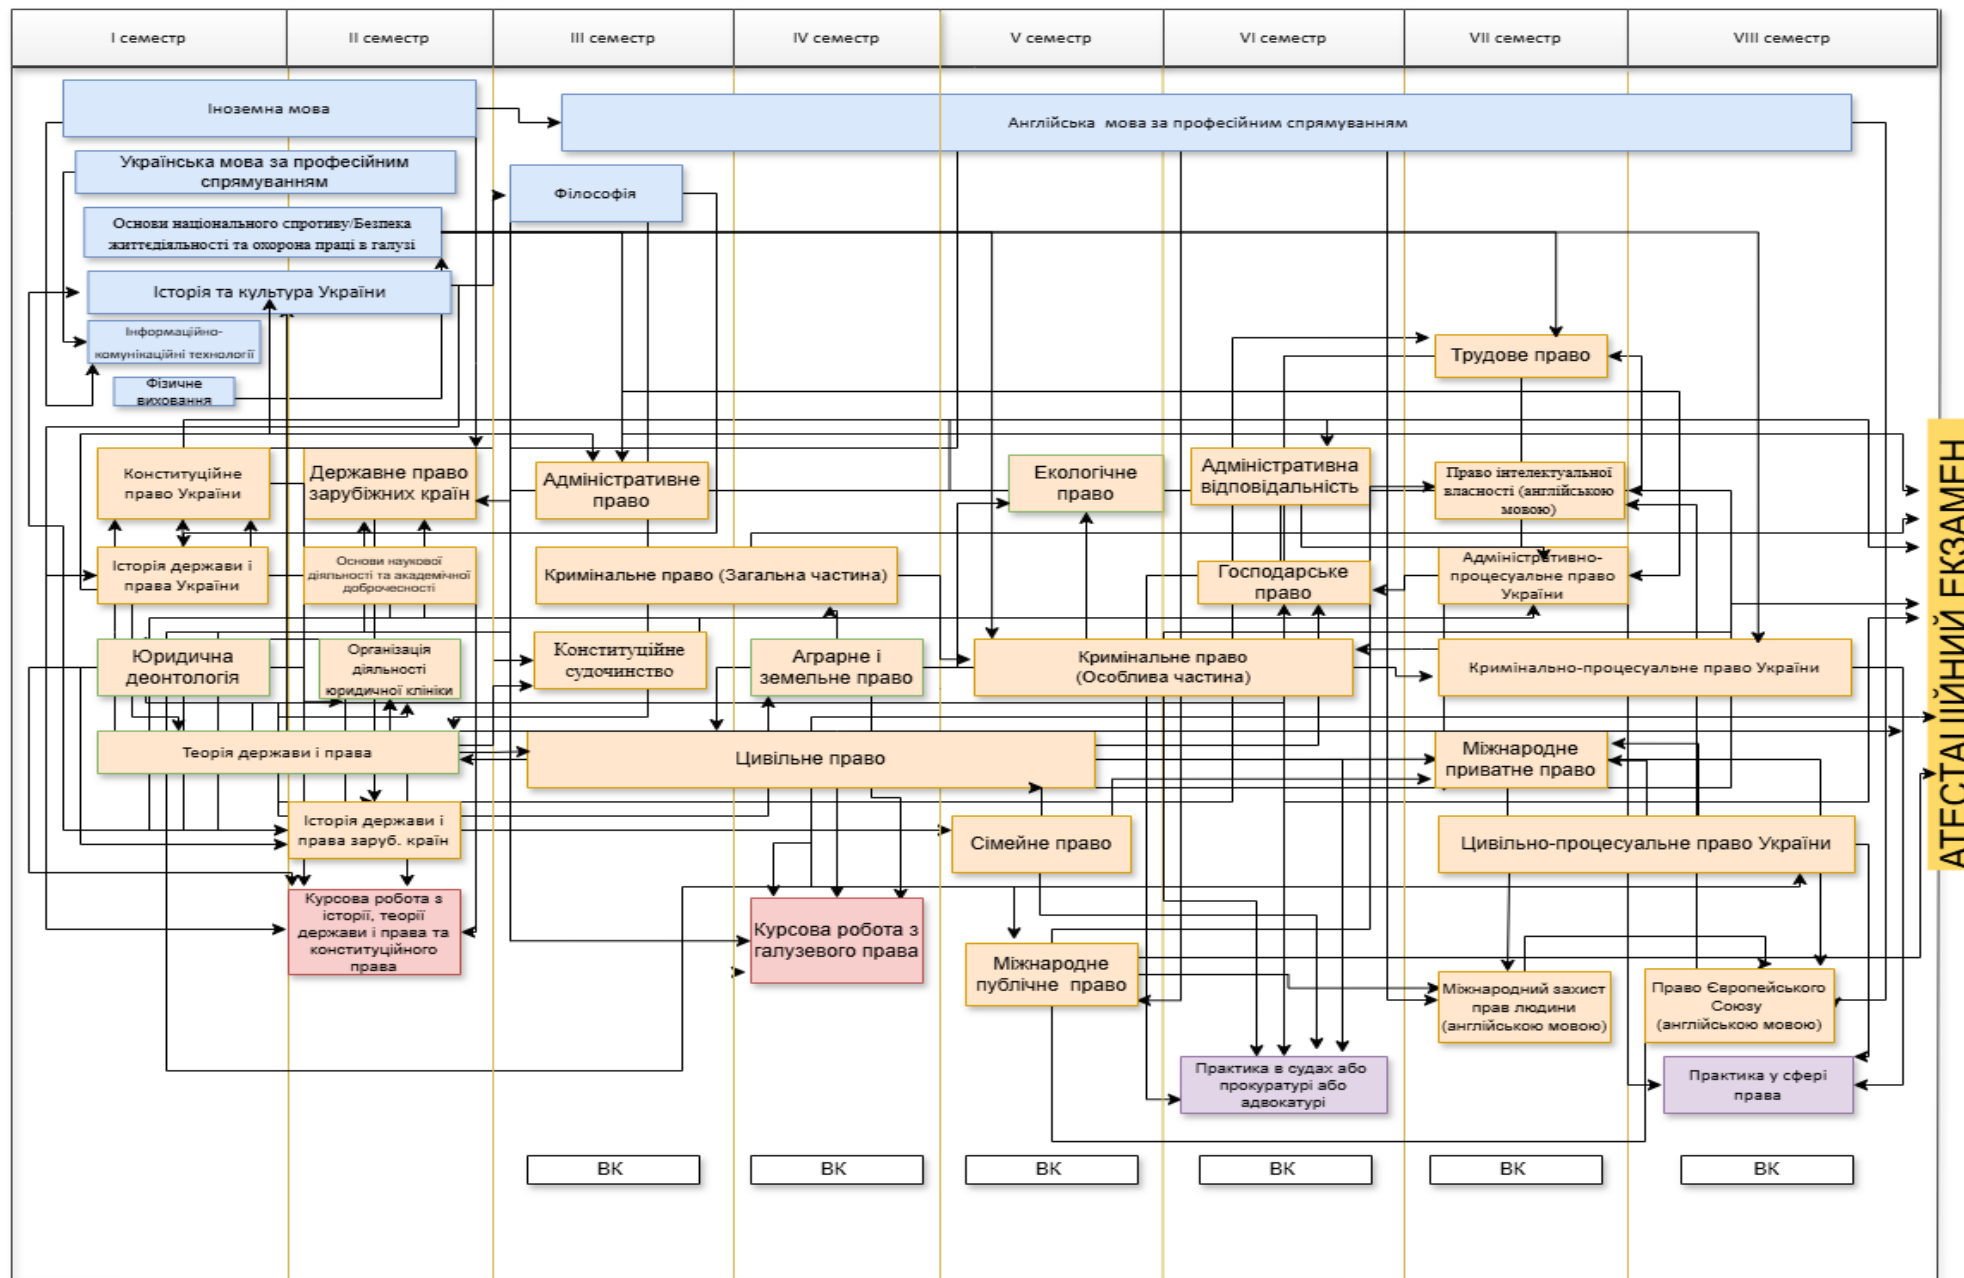 I семестр
II семестр
III семестр
IV семестр
V семестр
VI семестр
VII семестр
VIII семестр
Іноземна мова
Англійська мова за професійним спрямуванням
Українська мова за професійним
спрямуванням
Філософія
Основи національного спротиву/Безпека
життєдіяльності та охорона праці в галузі
Історія та культура України
Інформаційно-
комунікаційні технології
Фізичне
виховання
Трудове право
Конституційне
право України
Державне право
зарубіжних країн
Адміністративне
право
Екологічне
право
Адміністративна
відповідальність
Право інтелектуальної
власності (англійською
мовою)
Історія держави і
права України
Основи наукової
діяльності та академічної
доброчесності
Кримінальне право (Загальна частина)
Господарське
право
Адміністративно-
процесуальне право
України
Юридична
деонтологія
Організація
діяльності
юридичної клініки
Конституційне
судочинство
Аграрне і
земельне право
Кримінальне право
(Особлива частина)
Кримінально-процесуальне право України
Теорія держави і права
Цивільне право
Міжнародне
приватне право
Історія держави і
права заруб. країн
Сімейне право
Цивільно-процесуальне право України
Курсова робота з
історії, теорії
держави і права та
конституційного
права
Курсова робота з
галузевого права
Міжнародне
публічне право
Міжнародний захист
прав людини
(англійською мовою)
Право Європейського
Союзу
(англійською мовою)
Практика в судах або
прокуратурі або
адвокатурі
Практика у сфері
права
ВК
ВК
ВК
ВК
ВК
ВК
АТЕСТАЦІЙНИЙ ЕКЗАМЕН